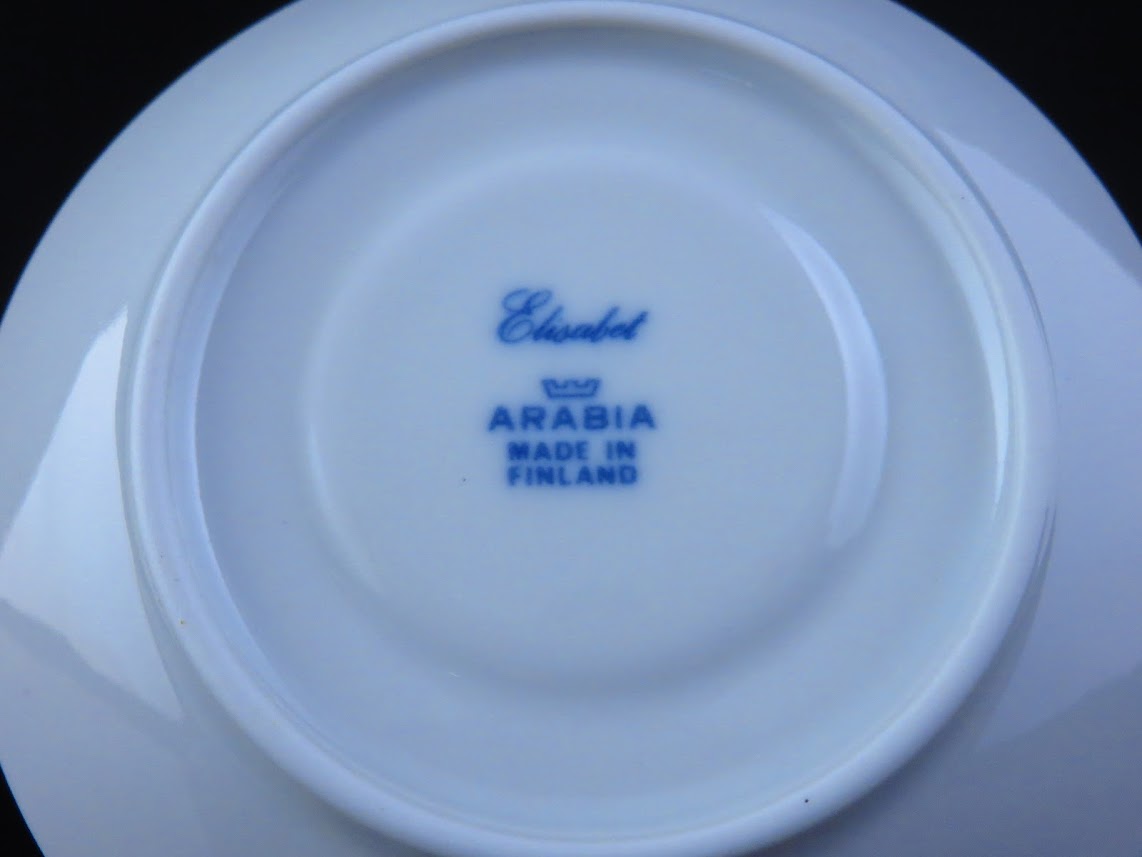 Elisabet
ARABIA
MADE IN
FINLAND